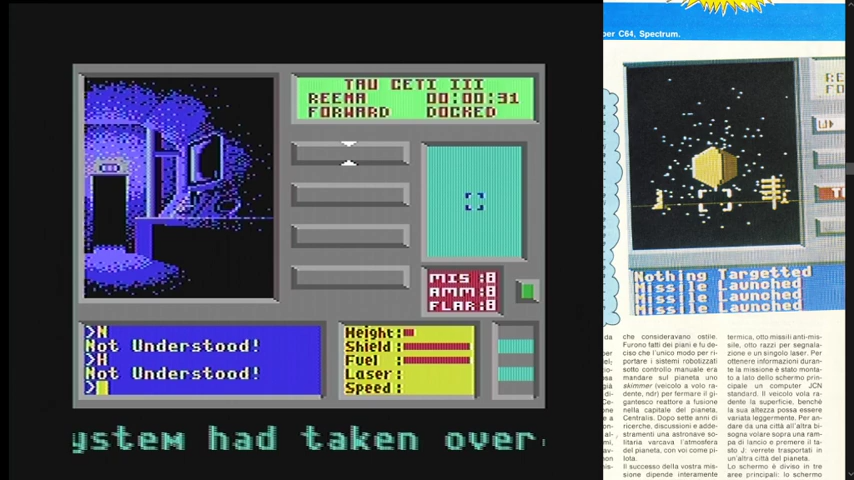 TAU CETI III
REEMA 00:00:31
FORWARD DOCKED
MIS :8
AMM :8
FLAR:8
>N
Not Understood!
>H
Not Understood!
>
Height:
Shield:
Fuel :
Laser:
Speed:
ystem had taken over
per C64, Spectrum.
Nothing Targetted
Missile Launched
Missile Launched
Missile Launched
da
che consideravano ostile.
Furono fatti dei piani e fu de-
ciso che l'unico modo per ri-
portare i sistemi robotizzati
sotto controllo manuale era
mandare sul pianeta uno
skimmer (veicolo a volo ra-
dente, ndr) per fermare il gi-
gantesco reattore a fusione
nella capitale del pianeta,
Centralis. Dopo sette anni di
ricerche, discussioni e adde-
stramenti una astronave so-
litaria varcava l'atmosfera
del pianeta, con voi come pi-
lota.
Il successo della vostra mis-
sione dipende interamente
termica, otto missili anti-mis-
sile, otto razzi per segnala-
zione e un singolo laser. Per
ottenere informazioni duran-
te la missione è stato monta-
to a lato dello schermo prin-
cipale un computer JCN
standard. Il veicolo vola ra-
dente la superficie, benché
la sua altezza possa essere
variata leggermente. Per an-
dare da una città all'altra bi-
sogna volare sopra una ram-
pa di lancio e premere il ta-
sto J: verrete trasportati in
un'altra città del pianeta.
Lo schermo è diviso in tre
aree principali: lo schermo